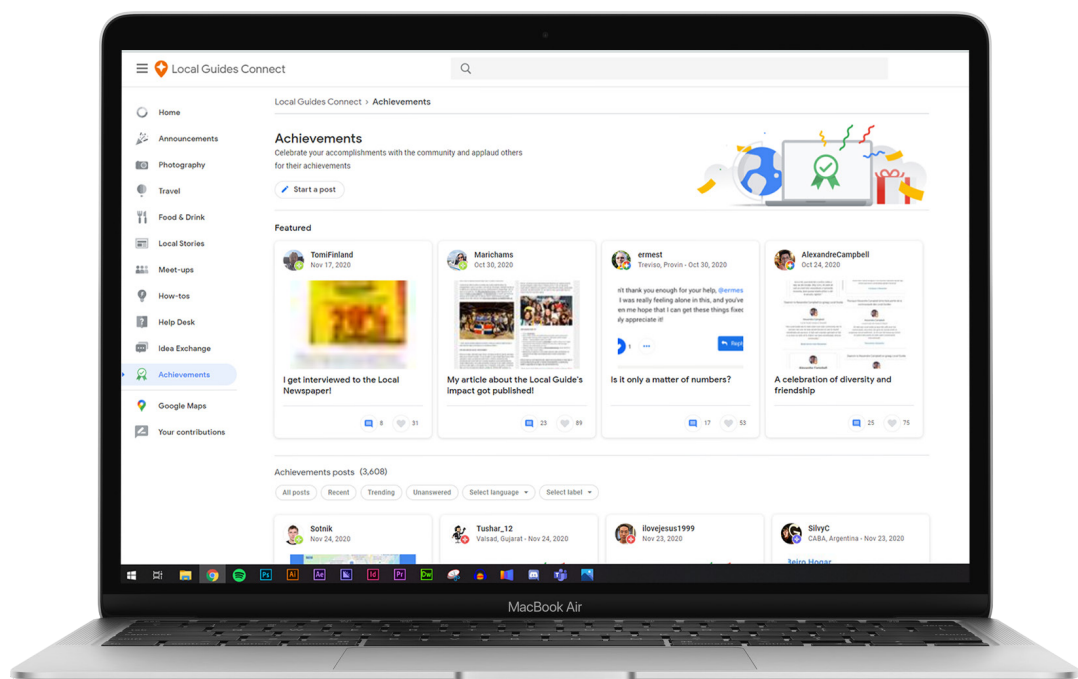 Local Guides Connect
Home
Announcements
Photography
Travel
Food & Drink
Local Stories
Meet-ups
How-tos
Help Desk
Idea Exchange
Achievements
Google Maps
Your contributions
Local Guides Connect › Achievements
Achievements
Celebrate your accomplishments with the community and applaud others
for their achievements
Start a post
Featured
TomiFinland
Nov 17, 2020
I get interviewed to the Local
Newspaper!
8 31
Marichams
Oct 30, 2020
My article about the Local Guide's
impact got published!
23 89
ermest
Treviso, Provin - Oct 30, 2020
n't thank you enough for your help, @ermes
I was really feeling alone in this, and you've
en me hope that I can get these things fixed
ly appreciate it!
1
Repl
Is it only a matter of numbers?
17 53
AlexandreCampbell
Oct 24, 2020
A celebration of diversity and
friendship
25 75
Achievements posts (3,608)
All posts Recent Trending Unanswered Select language Select label
Sotnik
Nov 24, 2020
Tushar_12
Valsad, Gujarat - Nov 24, 2020
ilovejesus1999
Nov 23, 2020
SilvyC
CABA, Argentina - Nov 23, 2020
Ps Ai Ae Id Pr Dw
MacBook Air